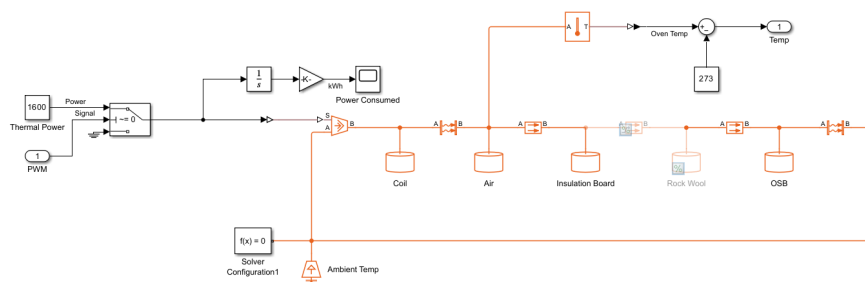 A
T
Oven Temp
+
−
1
Temp
273
1
s
-K-
kWh
Power Consumed
1600
Power
Thermal Power
Signal
~= 0
1
PWM
S
A
B
A
B
A
B
A
B
A
B
A
B
Coil
Air
Insulation Board
Rock Wool
OSB
f(x) = 0
Solver
Configuration1
Ambient Temp